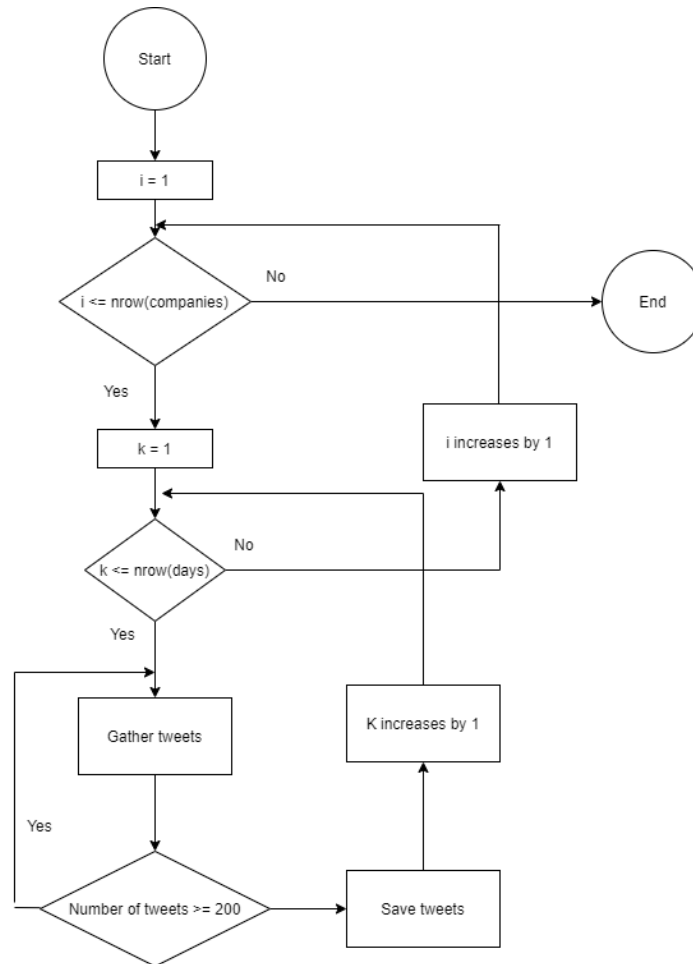 Start
i = 1
No
i <= nrow(companies)
End
Yes
k = 1
i increases by 1
No
k <= nrow(days)
Yes
Gather tweets
K increases by 1
Yes
Number of tweets >= 200
Save tweets